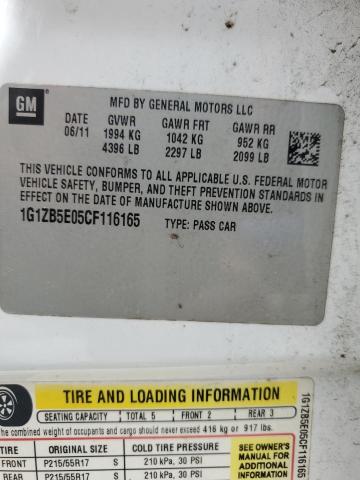 GM
MFD BY GENERAL MOTORS LLC
DATE GVWR GAWR FRT GAWR RR
06/11 1994 KG 1042 KG 952 KG
4396 LB 2297 LB 2099 LB
THIS VEHICLE CONFORMS TO ALL APPLICABLE U.S. FEDERAL MOTOR
VEHICLE SAFETY, BUMPER, AND THEFT PREVENTION STANDARDS IN
EFFECT ON THE DATE OF MANUFACTURE SHOWN ABOVE.
1G1ZB5E05CF116165 TYPE: PASS CAR
TIRE AND LOADING INFORMATION
SEATING CAPACITY TOTAL 5 FRONT 2 REAR 3
The combined weight of occupants and cargo should never exceed 416 kg or 917 lbs.
TIRE ORIGINAL SIZE COLD TIRE PRESSURE
FRONT P215/55R17 S 210 kPa, 30 PSI
REAR P215/55R17 S 210 kPa, 30 PSI
SEE OWNER'S
MANUAL FOR
ADDITIONAL
INFORMATION
1G1ZB5E05CF116165